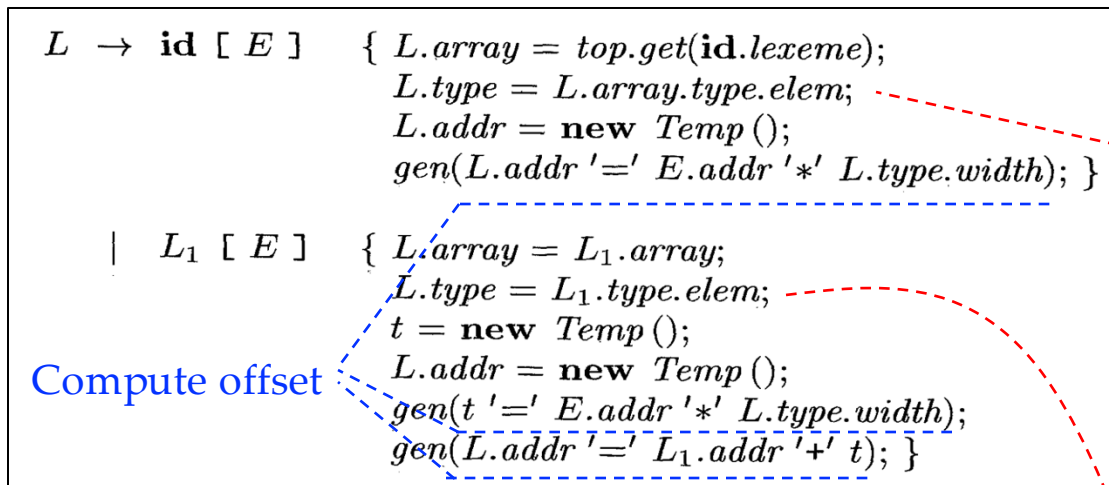 L → id [ E ] { L.array = top.get(id.lexeme);
L.type = L.array.type.elem;
L.addr = new Temp();
gen(L.addr '=' E.addr '*' L.type.width); }
| L₁ [ E ] { L.array = L₁.array;
L.type = L₁.type.elem;
t = new Temp();
L.addr = new Temp();
Compute offset
gen(t '=' E.addr '*' L.type.width);
gen(L.addr '=' L₁.addr '+' t); }